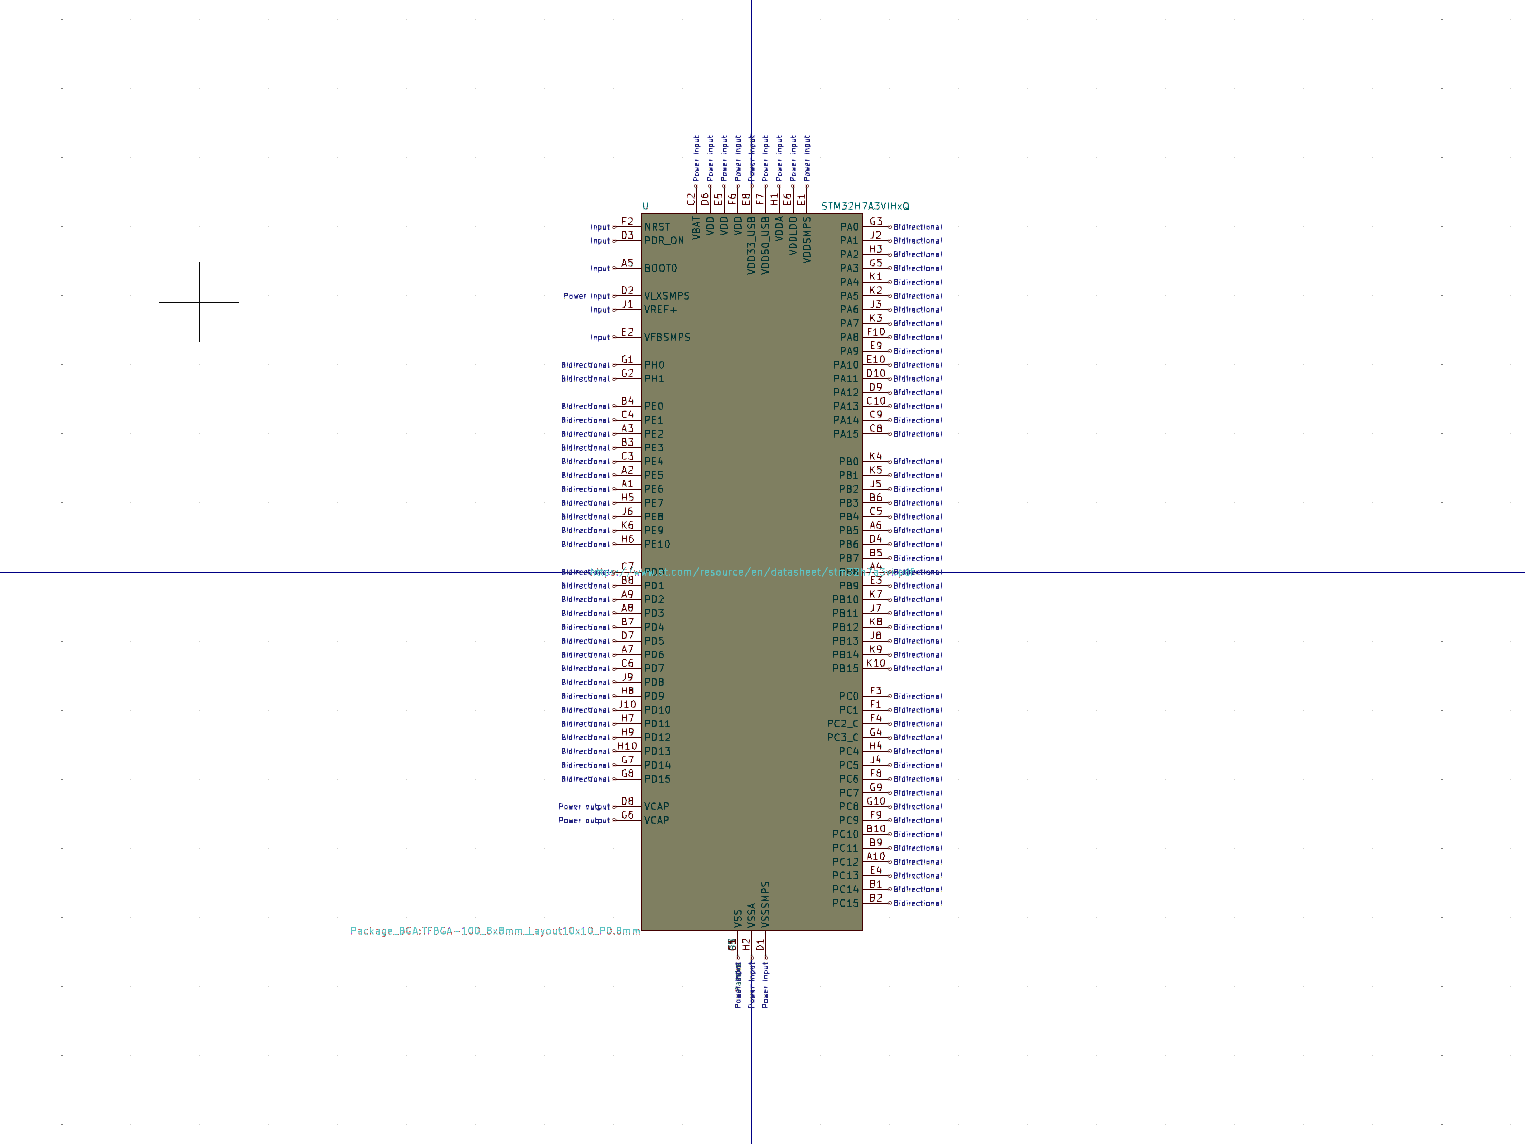 Power input Power input Power input Power input Power input Power input Power input Power input Power input
C2 D6 E5 F6 E8 F7 H1 E6 E1
U STM32H7A3VIHxQ
VBAT VDD VDD VDD VDD33_USB VDD50_USB VDDA VDDLDO VDDSMPS
Input F2 NRST PA0 G3 Bidirectional
Input D3 PDR_ON PA1 J2 Bidirectional
PA2 H3 Bidirectional
Input A5 BOOT0 PA3 G5 Bidirectional
PA4 K1 Bidirectional
Power input D2 VLXSMPS PA5 K2 Bidirectional
Input J1 VREF+ PA6 J3 Bidirectional
PA7 K3 Bidirectional
Input E2 VFBSMPS PA8 F10 Bidirectional
PA9 E9 Bidirectional
Bidirectional G1 PH0 PA10 E10 Bidirectional
Bidirectional G2 PH1 PA11 D10 Bidirectional
PA12 D9 Bidirectional
Bidirectional B4 PE0 PA13 C10 Bidirectional
Bidirectional C4 PE1 PA14 C9 Bidirectional
Bidirectional A3 PE2 PA15 C8 Bidirectional
Bidirectional B3 PE3
Bidirectional C3 PE4 PB0 K4 Bidirectional
Bidirectional A2 PE5 PB1 K5 Bidirectional
Bidirectional A1 PE6 PB2 J5 Bidirectional
Bidirectional H5 PE7 PB3 B6 Bidirectional
Bidirectional J6 PE8 PB4 C5 Bidirectional
Bidirectional K6 PE9 PB5 A6 Bidirectional
Bidirectional H6 PE10 PB6 D4 Bidirectional
PB7 B5 Bidirectional
Bidirectional C7 PD0 PB8 A4 Bidirectional
Bidirectional B8 PD1 PB9 E3 Bidirectional
Bidirectional A9 PD2 PB10 K7 Bidirectional
Bidirectional A8 PD3 PB11 J7 Bidirectional
Bidirectional B7 PD4 PB12 K8 Bidirectional
Bidirectional D7 PD5 PB13 J8 Bidirectional
Bidirectional A7 PD6 PB14 K9 Bidirectional
Bidirectional C6 PD7 PB15 K10 Bidirectional
Bidirectional J9 PD8
Bidirectional H8 PD9 PC0 F3 Bidirectional
Bidirectional J10 PD10 PC1 F1 Bidirectional
Bidirectional H7 PD11 PC2_C F4 Bidirectional
Bidirectional H9 PD12 PC3_C G4 Bidirectional
Bidirectional H10 PD13 PC4 H4 Bidirectional
Bidirectional G7 PD14 PC5 J4 Bidirectional
Bidirectional G8 PD15 PC6 F8 Bidirectional
PC7 G9 Bidirectional
Power output D8 VCAP PC8 G10 Bidirectional
Power output G6 VCAP PC9 F9 Bidirectional
PC10 B10 Bidirectional
PC11 B9 Bidirectional
PC12 A10 Bidirectional
PC13 E4 Bidirectional
PC14 B1 Bidirectional
PC15 B2 Bidirectional
VSS VSSA VSSSMPS
Package_BGA:TFBGA-100_8x8mm_Layout10x10_P0.8mm
H2 D1
Power input Power input